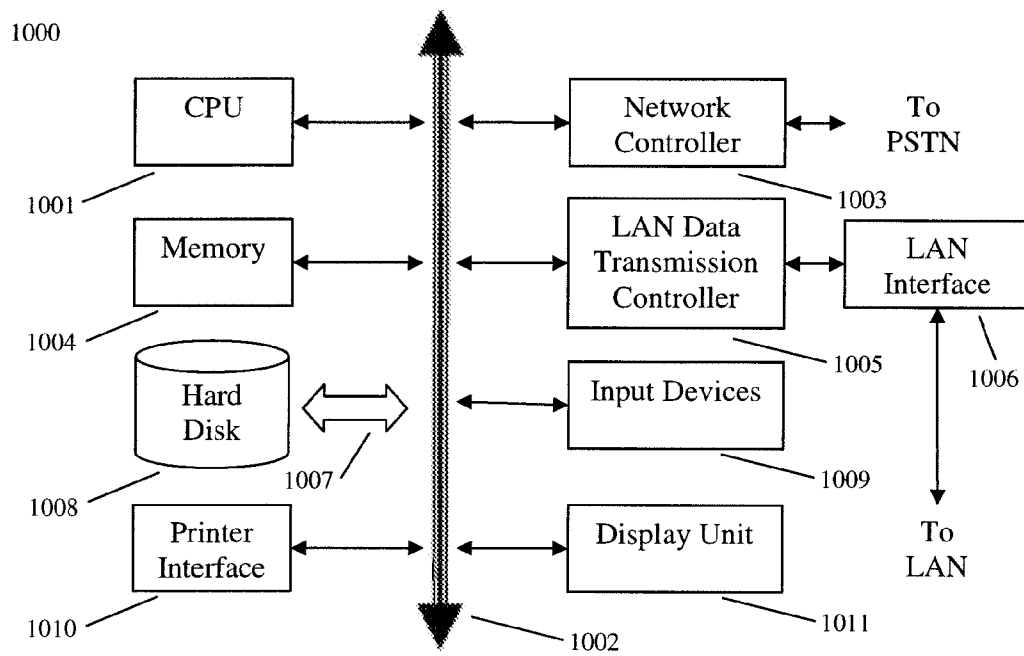 1000
CPU
1001
Network
Controller
1003
To
PSTN
Memory
1004
LAN Data
Transmission
Controller
1005
LAN
Interface
1006
Hard
Disk
1008
1007
Input Devices
1009
To
LAN
Printer
Interface
1010
Display Unit
1011
1002